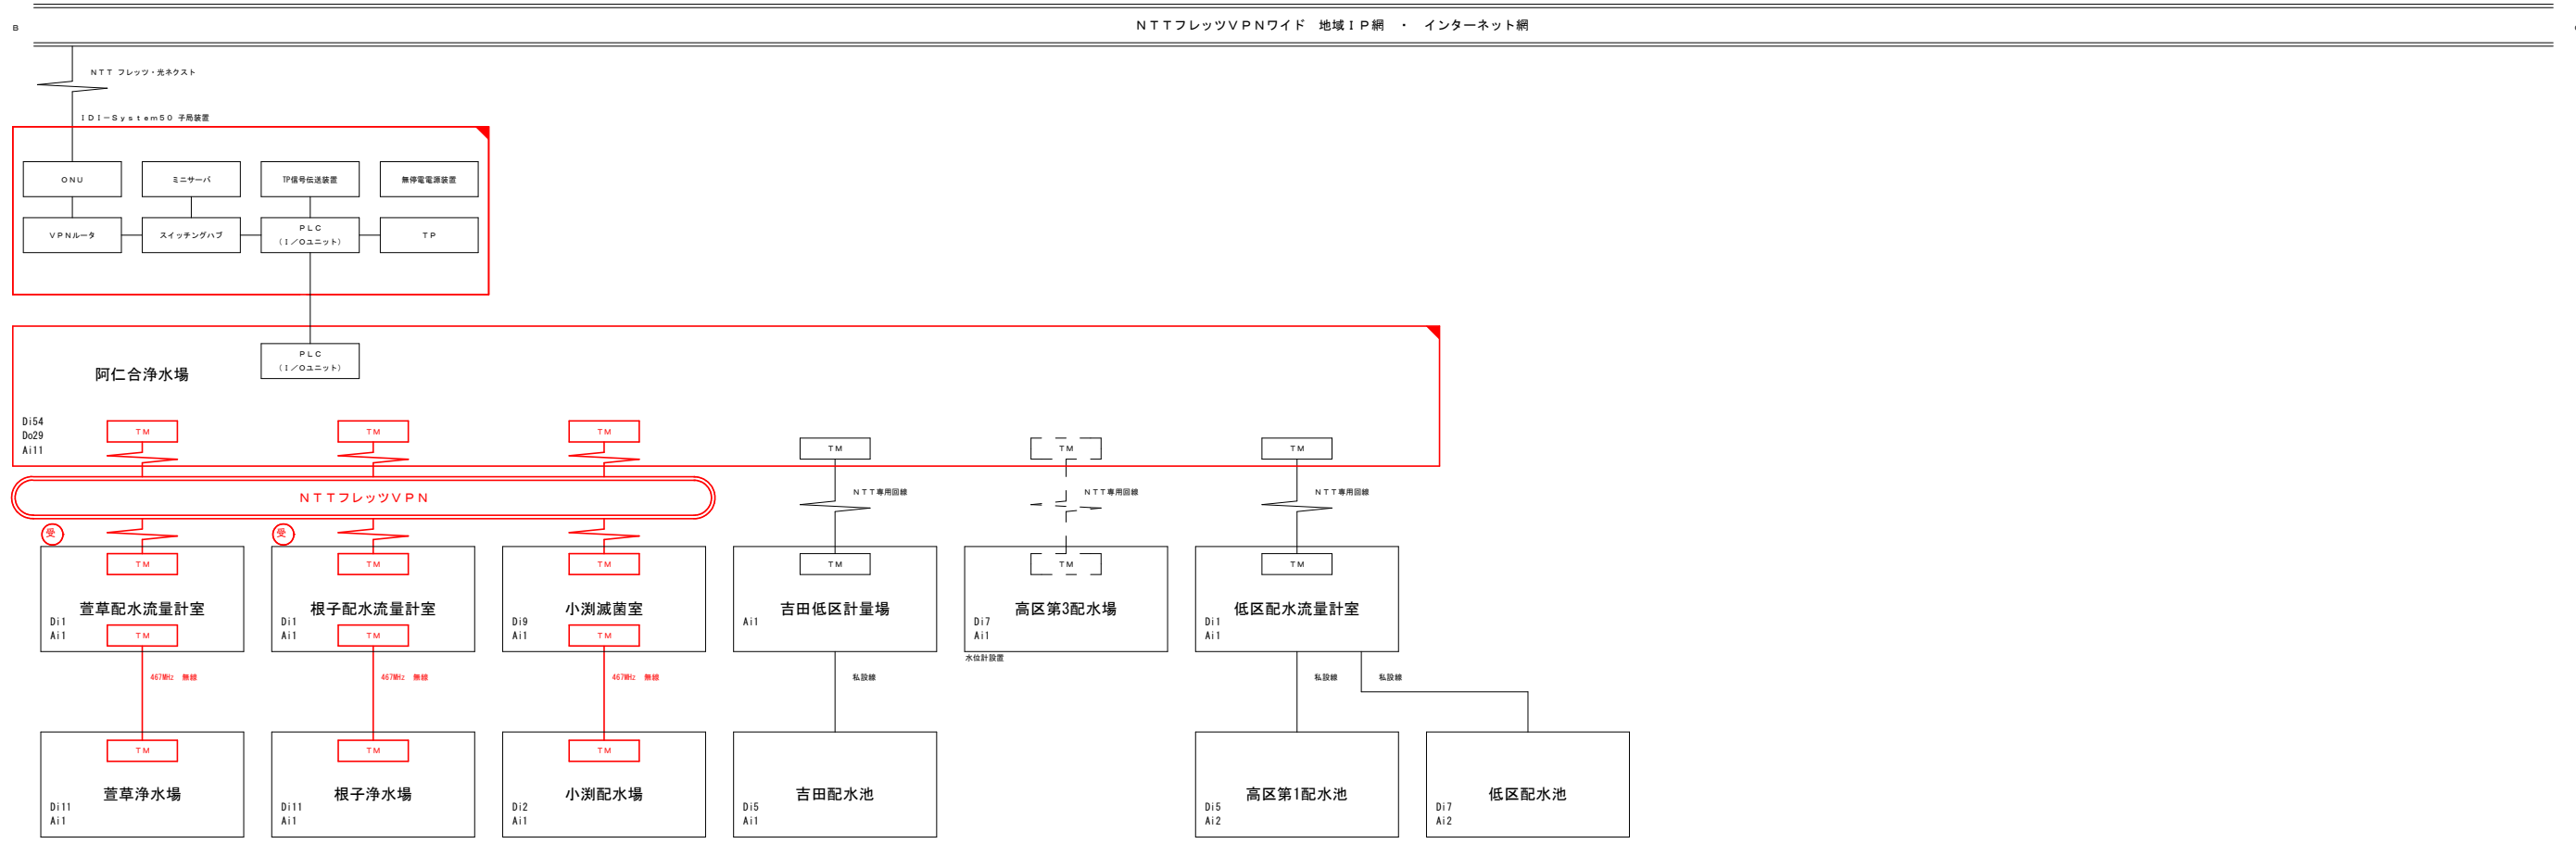 NTTフレッツVPNワイド　地域IP網　・　インターネット網
B
NTT フレッツ・光ネクスト
IDI−System50 子局装置
ONU
ミニサーバ
TP信号伝送装置
無停電電源装置
VPNルータ
スイッチングハブ
PLC
(I/Oユニット)
TP
PLC
(I/Oユニット)
阿仁合浄水場
Di54
Do29
Ai11
TM
TM
TM
TM
TM
TM
NTTフレッツVPN
NTT専用回線
NTT専用回線
NTT専用回線
受
受
TM
TM
TM
TM
TM
TM
萱草配水流量計室
根子配水流量計室
小渕滅菌室
吉田低区計量場
高区第3配水場
低区配水流量計室
Di1
Ai1
Di1
Ai1
Di9
Ai1
Ai1
Di7
Ai1
Di1
Ai1
TM
TM
TM
水位計設置
467MHz　無線
467MHz　無線
467MHz　無線
私設線
私設線
私設線
TM
TM
TM
萱草浄水場
根子浄水場
小渕配水場
吉田配水池
高区第1配水池
低区配水池
Di11
Ai1
Di11
Ai1
Di2
Ai1
Di5
Ai1
Di5
Ai2
Di7
Ai2